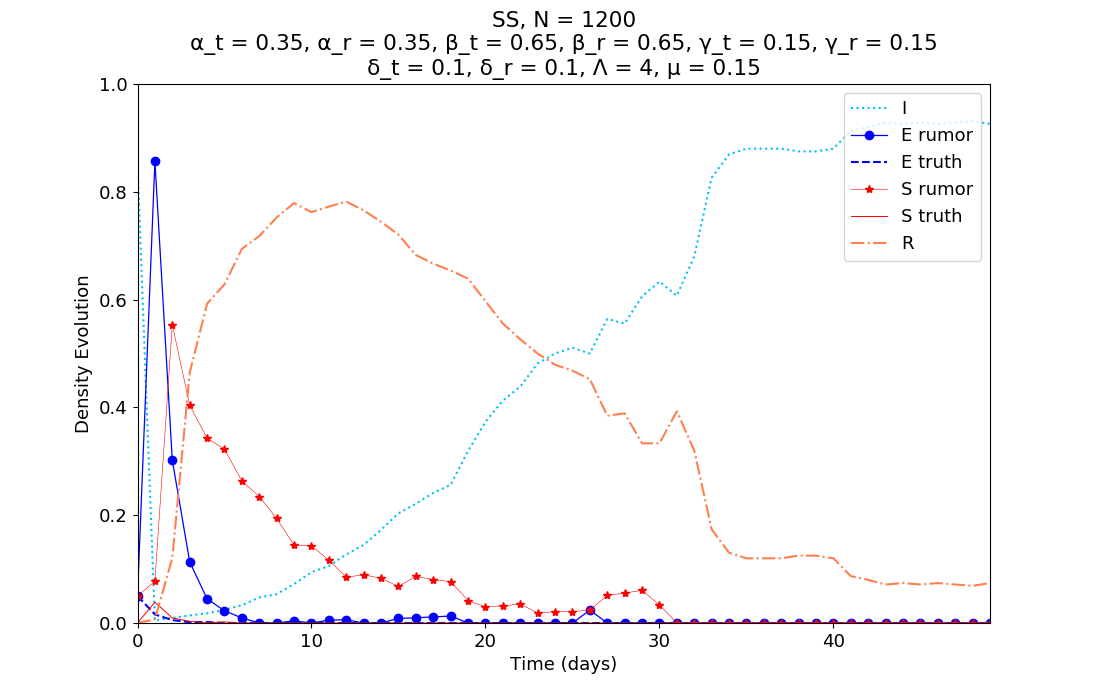 SS, N = 1200
α_t = 0.35, α_r = 0.35, β_t = 0.65, β_r = 0.65, γ_t = 0.15, γ_r = 0.15
δ_t = 0.1, δ_r = 0.1, Λ = 4, μ = 0.15
1.0
0.8
0.6
0.4
0.2
0.0
Density Evolution
I
E rumor
E truth
S rumor
S truth
R
0
10
20
30
40
Time (days)